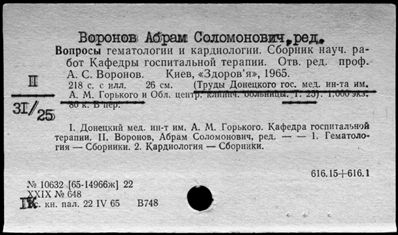 Воронов Абрам Соломонович, ред.
Вопросы гематологии и кардиологии. Сборник науч. ра-
бот Кафедры госпитальной терапии. Отв. ред. проф.
А. С. Воронов. Киев, «Здоров'я», 1965.
II
218 с. с илл. 26 см. (Труды Донецкого гос. мед. ин-та им.
31/25
А. М. Горького и Обл. центр. клинич. больницы. Т. 25). 1.000 экз.
80 к. В пер.
I. Донецкий мед. ин-т им. А. М. Горького. Кафедра госпитальной
терапии. II. Воронов, Абрам Соломонович, ред. — — 1. Гематоло-
гия — Сборники. 2. Кардиология — Сборники.
616.15+616.1
№ 10632 [65-14966ж] 22
XXIX № 648
с. кн. пал. 22 IV 65 В748